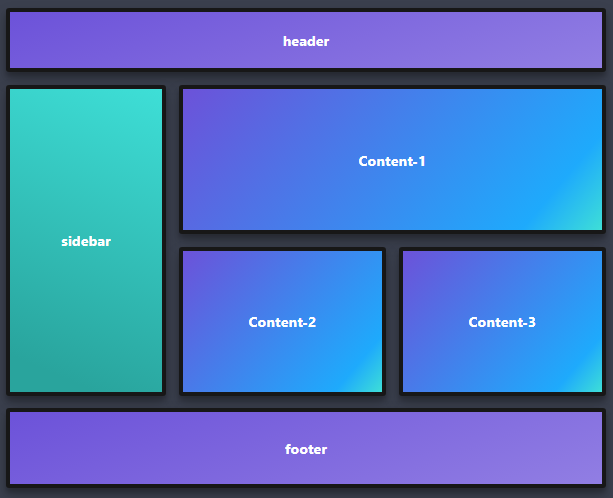 header
sidebar
Content-1
Content-2
Content-3
footer